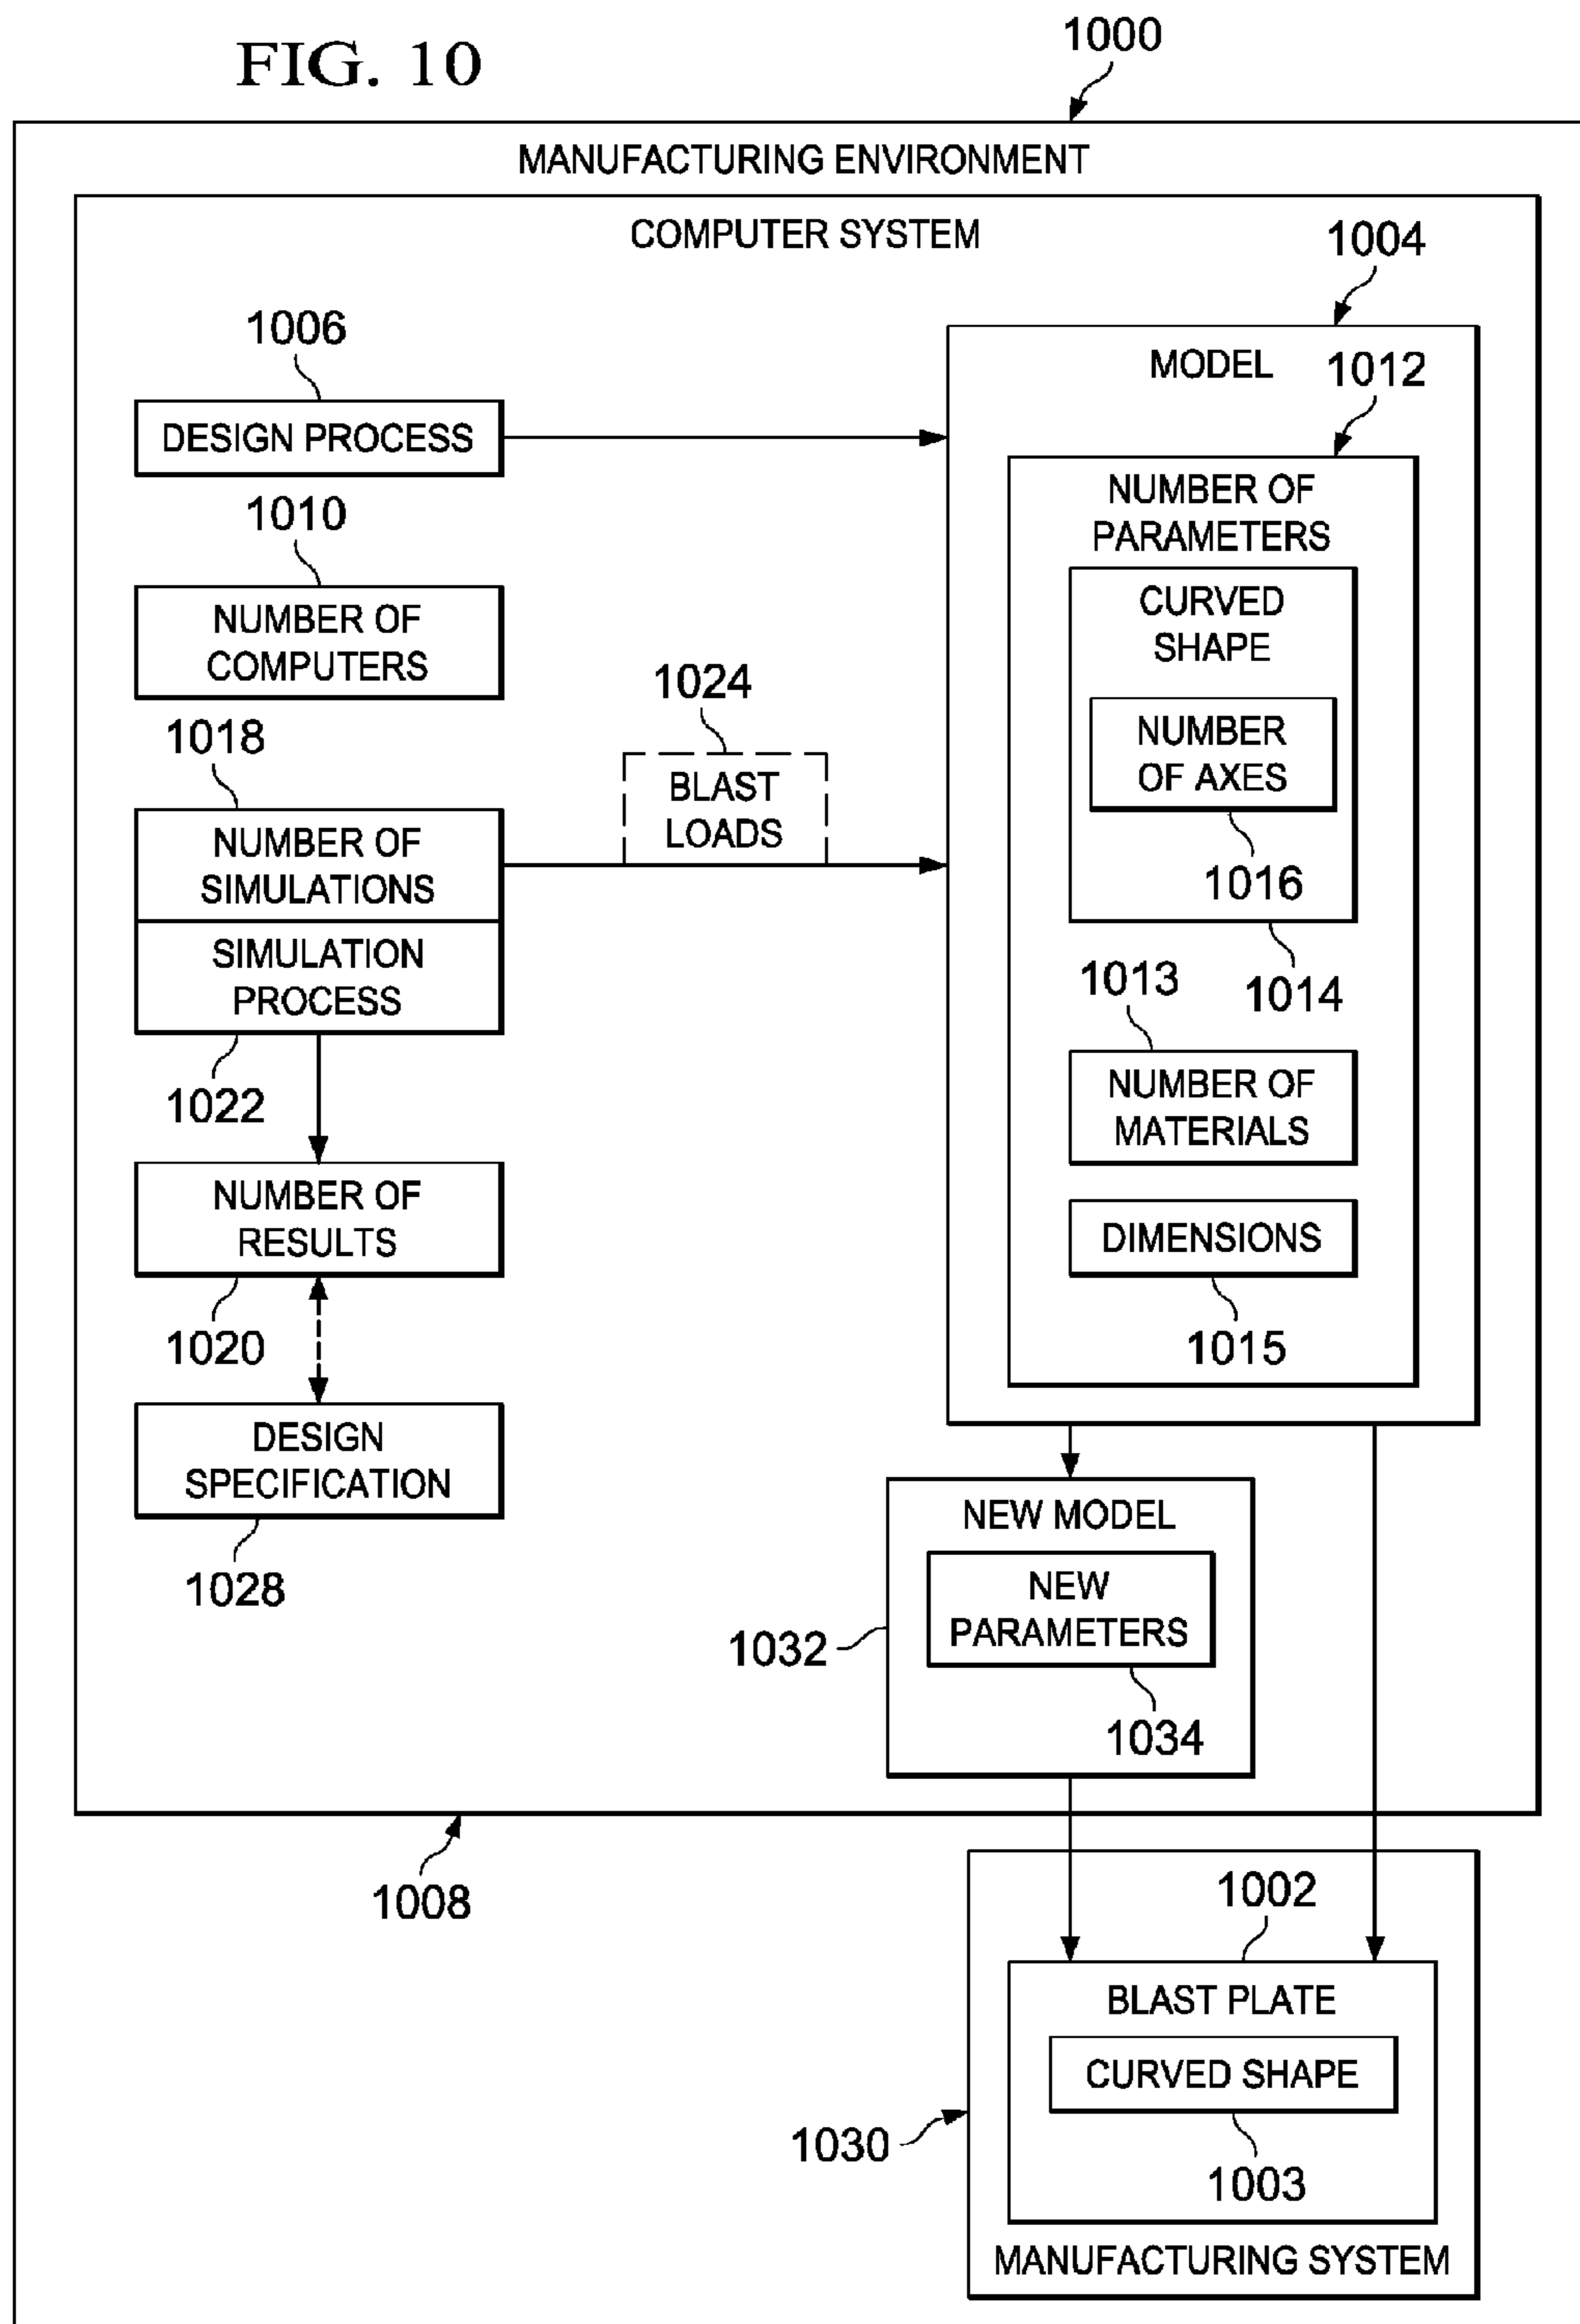 FIG. 10
1000
MANUFACTURING ENVIRONMENT
COMPUTER SYSTEM
1004
1006
DESIGN PROCESS
MODEL
1012
1010
NUMBER OF
COMPUTERS
NUMBER OF
PARAMETERS
CURVED
SHAPE
NUMBER
OF AXES
1016
1014
1018
NUMBER OF
SIMULATIONS
SIMULATION
PROCESS
1022
1024
BLAST
LOADS
1013
NUMBER OF
MATERIALS
DIMENSIONS
1015
NUMBER OF
RESULTS
1020
DESIGN
SPECIFICATION
1028
NEW MODEL
NEW
PARAMETERS
1032
1034
1008
1002
BLAST PLATE
CURVED SHAPE
1030
1003
MANUFACTURING SYSTEM